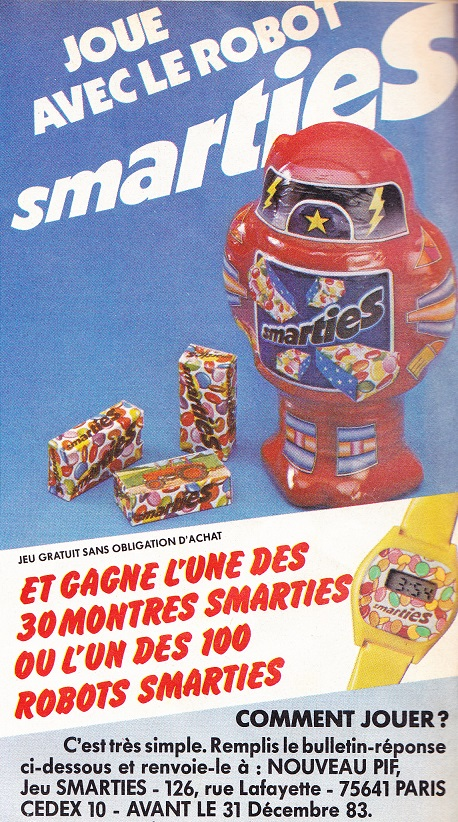 JOUE
AVEC LE ROBOT
smarties
smarties
smarties
smarties
smarties
JEU GRATUIT SANS OBLIGATION D'ACHAT
ET GAGNE L'UNE DES
30 MONTRES SMARTIES
OU L'UN DES 100
ROBOTS SMARTIES
3:54
smarties
COMMENT JOUER?
C'est très simple. Remplis le bulletin-réponse
ci-dessous et renvoie-le à : NOUVEAU PIF,
Jeu SMARTIES - 126, rue Lafayette - 75641 PARIS
CEDEX 10 - AVANT LE 31 Décembre 83.